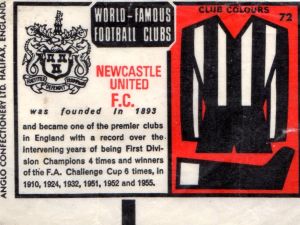 ANGLO CONFECTIONERY LTD. HALIFAX, ENGLAND.
WORLD-FAMOUS
FOOTBALL CLUBS
NEWCASTLE
UNITED
F.C.
was founded in 1893
and became one of the premier clubs
in England with a record over the
intervening years of being First Divi-
sion Champions 4 times and winners
of the F.A. Challenge Cup 6 times, in
1910, 1924, 1932, 1951, 1952 and 1955.
CLUB COLOURS
72